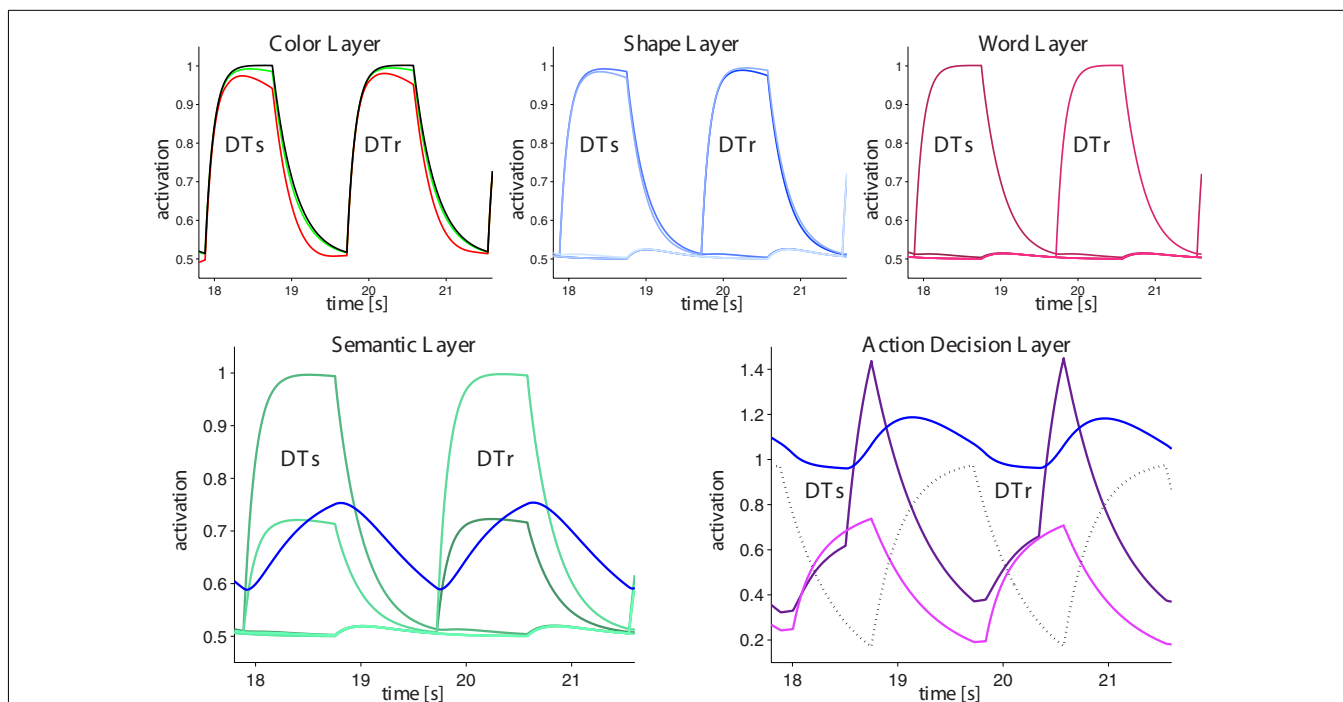 Color Layer
activation
1
0.9
0.8
0.7
0.6
0.5
DTs
DTr
18
19
20
21
time [s]
Shape Layer
activation
1
0.9
0.8
0.7
0.6
0.5
DTs
DTr
18
19
20
21
time [s]
Word Layer
activation
1
0.9
0.8
0.7
0.6
0.5
DTs
DTr
18
19
20
21
time [s]
Semantic Layer
activation
1
0.9
0.8
0.7
0.6
0.5
DTs
DTr
18
19
20
21
time [s]
Action Decision Layer
activation
1.4
1.2
1
0.8
0.6
0.4
0.2
DTs
DTr
18
19
20
21
time [s]